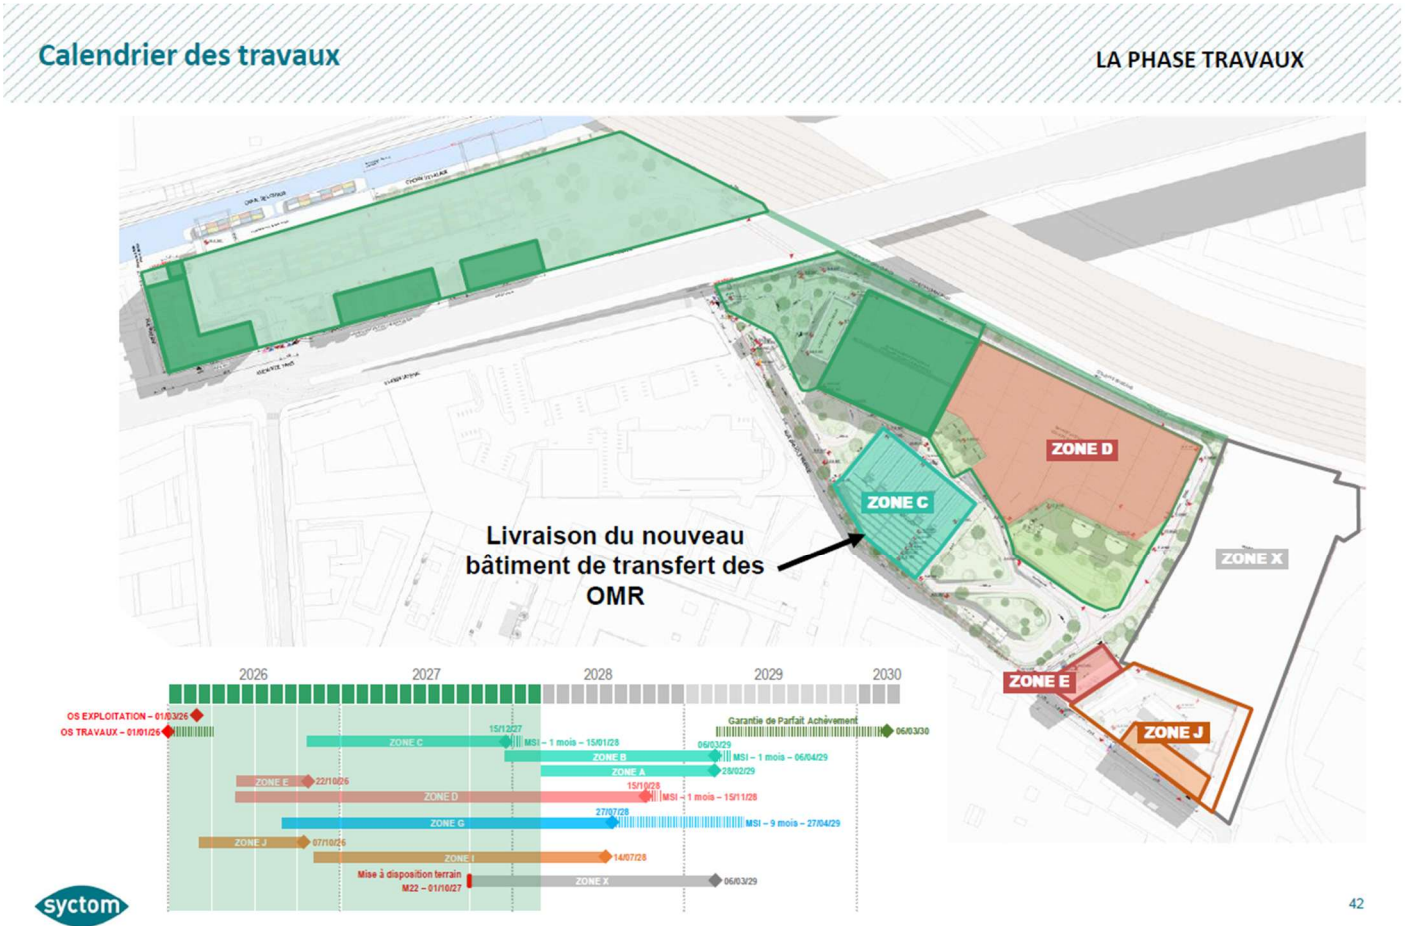 Calendrier des travaux
LA PHASE TRAVAUX
ZONE D
ZONE C
ZONE X
Livraison du nouveau
bâtiment de transfert des
OMR
ZONE E
ZONE J
2026
2027
2028
2029
2030
OS EXPLOITATION – 01/03/26
OS TRAVAUX – 01/01/26
Garantie de Parfait Achèvement
06/03/30
15/12/27
ZONE C
MSI – 1 mois – 15/01/28
06/03/29
ZONE B
MSI – 1 mois – 06/04/29
ZONE A
28/02/29
ZONE E
22/10/26
15/10/28
ZONE D
MSI – 1 mois – 15/11/28
27/07/28
ZONE G
MSI – 9 mois – 27/04/29
ZONE J
07/10/26
ZONE I
14/07/28
Mise à disposition terrain
M22 – 01/10/27
ZONE X
06/03/29
syctom
42